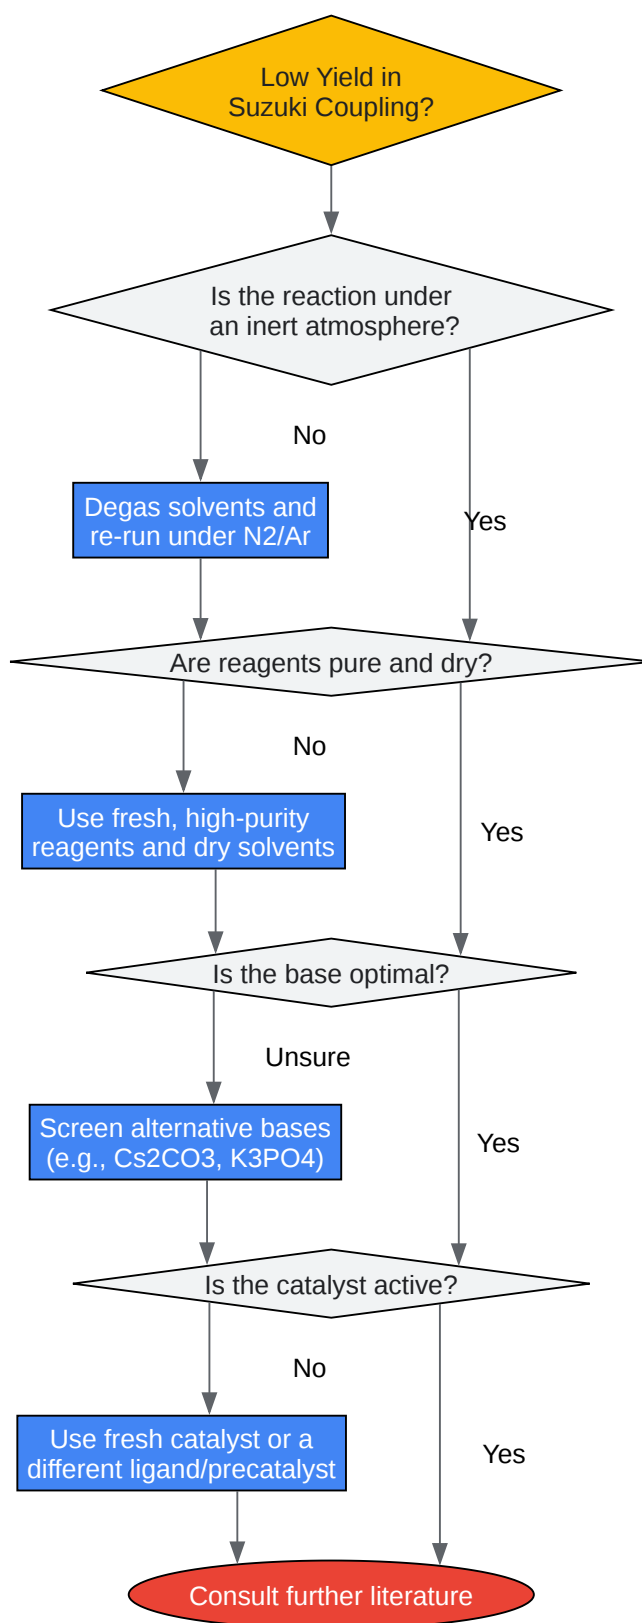 Low Yield in
Suzuki Coupling?
Is the reaction under
an inert atmosphere?
No
Degas solvents and
re-run under N2/Ar
Yes
Are reagents pure and dry?
No
Use fresh, high-purity
reagents and dry solvents
Yes
Is the base optimal?
Unsure
Screen alternative bases
(e.g., Cs2CO3, K3PO4)
Yes
Is the catalyst active?
No
Use fresh catalyst or a
different ligand/precatalyst
Yes
Consult further literature